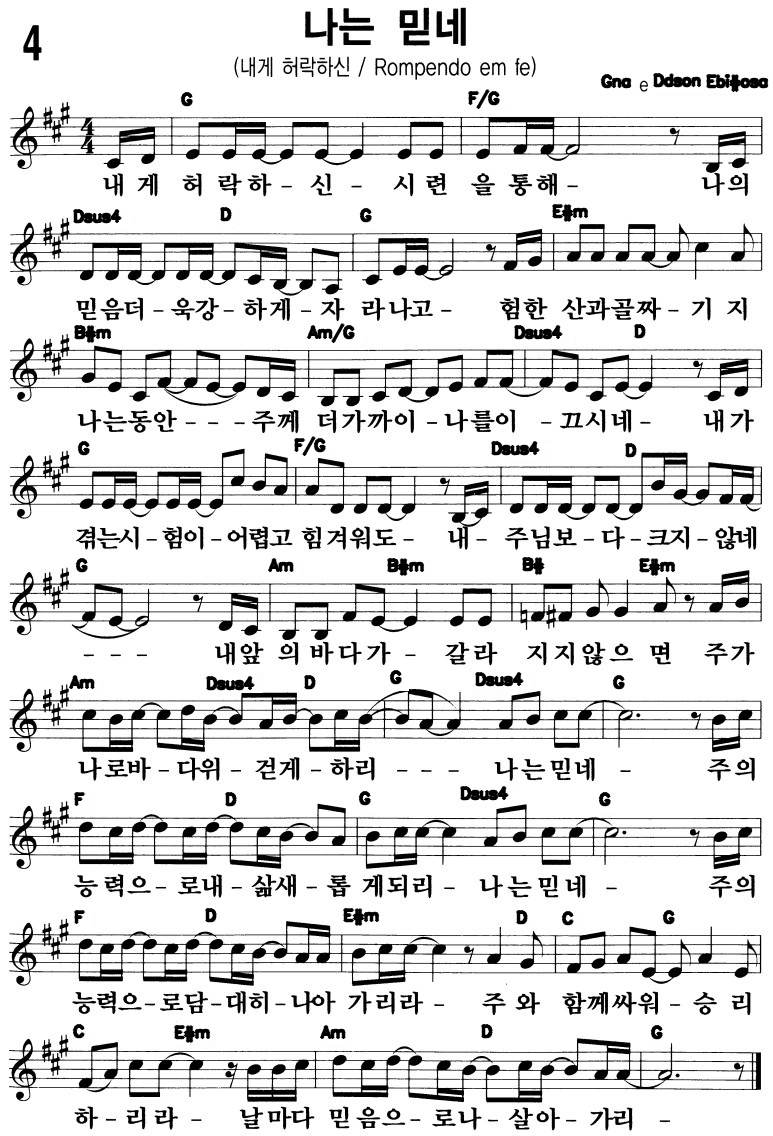 4
나는 믿네
(내게 허락하신 / Rompendo em fe)
Gna e Ddson Ebi#osa
G F/G
내 게 허 락 하 - 신 - 시 련 을 통해 - 나의
Dsus4 D G E#m
믿음더 - 욱강 - 하게 - 자 라나고 - 험한 산과골짜 - 기 지
B#m Am/G Dsus4 D
나는동안 - - - 주께 더가까이 - 나를이 - 끄시네 - 내가
G F/G Dsus4 D
겪는시 - 험이 - 어렵고 힘겨워도 - 내 - 주님보 - 다 - 크지 - 않네
G Am B#m B# E#m
- - - - 내앞 의바다가 - 갈라 지지않으 면 주가
Am Dsus4 D G Dsus4 G
나로바 - 다위 - 걷게 - 하리 - - - - 나는믿네 - 주의
F D G Dsus4 G
능력으 - 로내 - 삶새 - 롭 게되리 - 나는믿네 - 주의
F D E#m D C G
능력으 - 로담 - 대히 - 나아 가리라 - 주와 함께싸워 - 승리
C E#m Am D G
하 - 리라 - 날마다 믿음으 - 로나 - 살아 - 가리 -